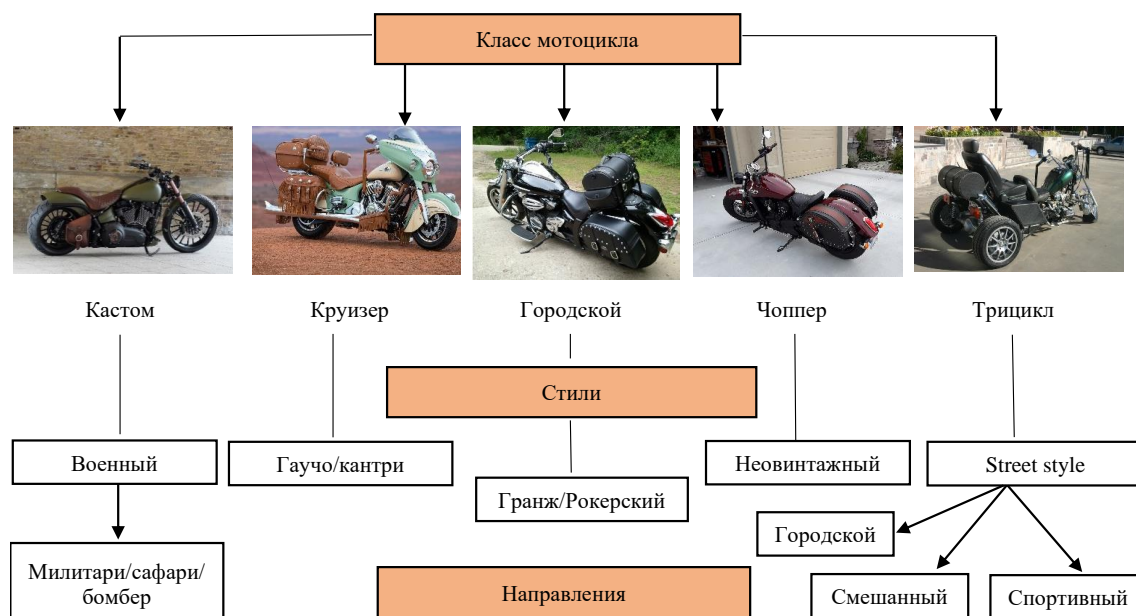 Класс мотоцикла
Кастом
Круизер
Городской
Чоппер
Трицикл
Стили
Военный
Гаучо/кантри
Неовинтажный
Street style
Гранж/Рокерский
Городской
Милитари/сафари/
бомбер
Направления
Смешанный
Спортивный